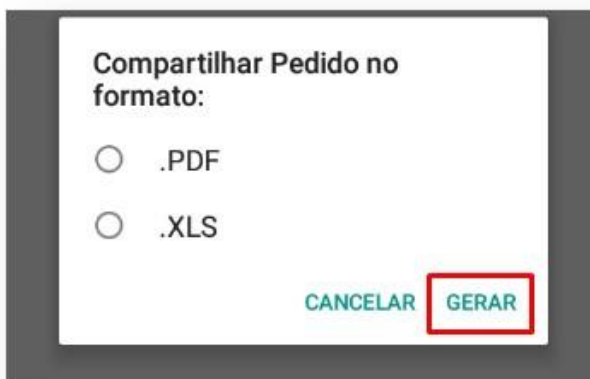 Compartilhar Pedido no
formato:
.PDF
.XLS
CANCELAR GERAR